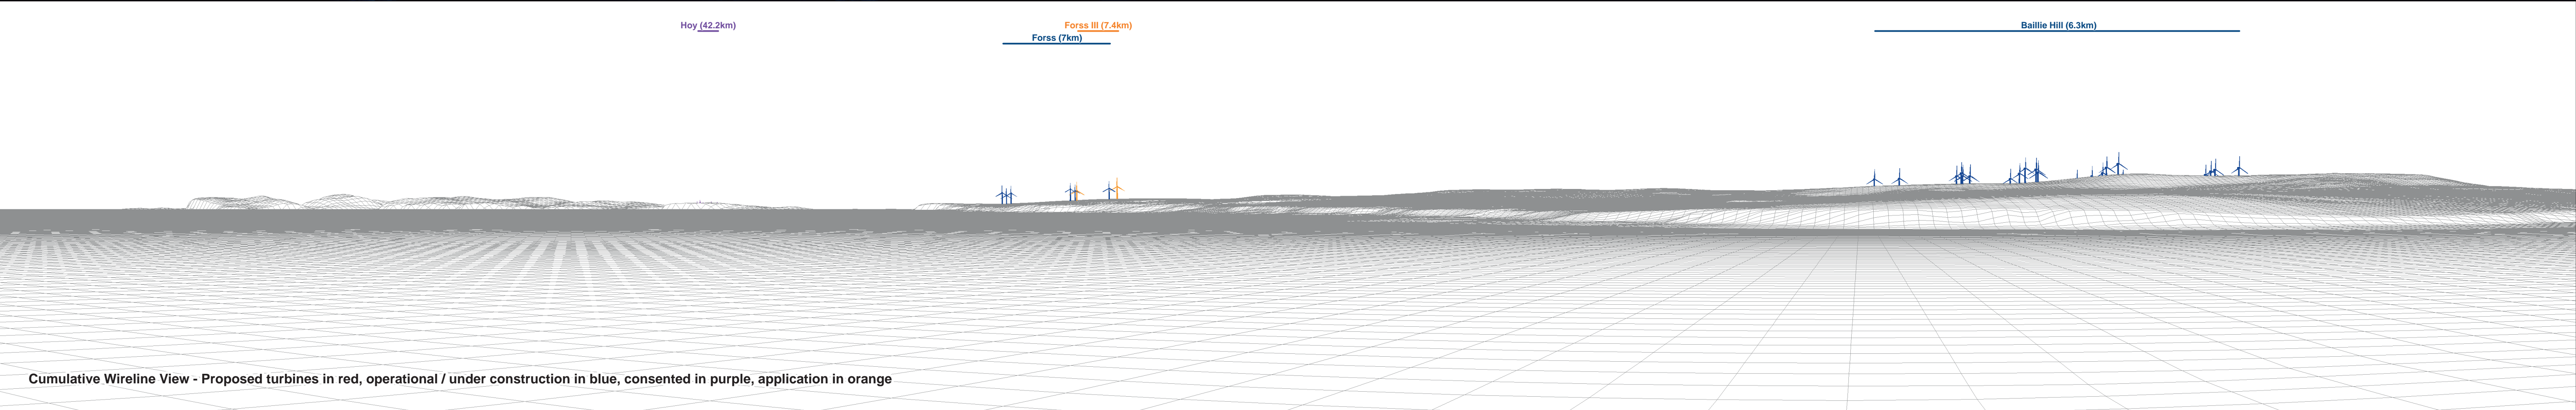 Hoy (42.2km)
Forss III (7.4km)
Baillie Hill (6.3km)
Forss (7km)
Cumulative Wireline View - Proposed turbines in red, operational / under construction in blue, consented in purple, application in orange